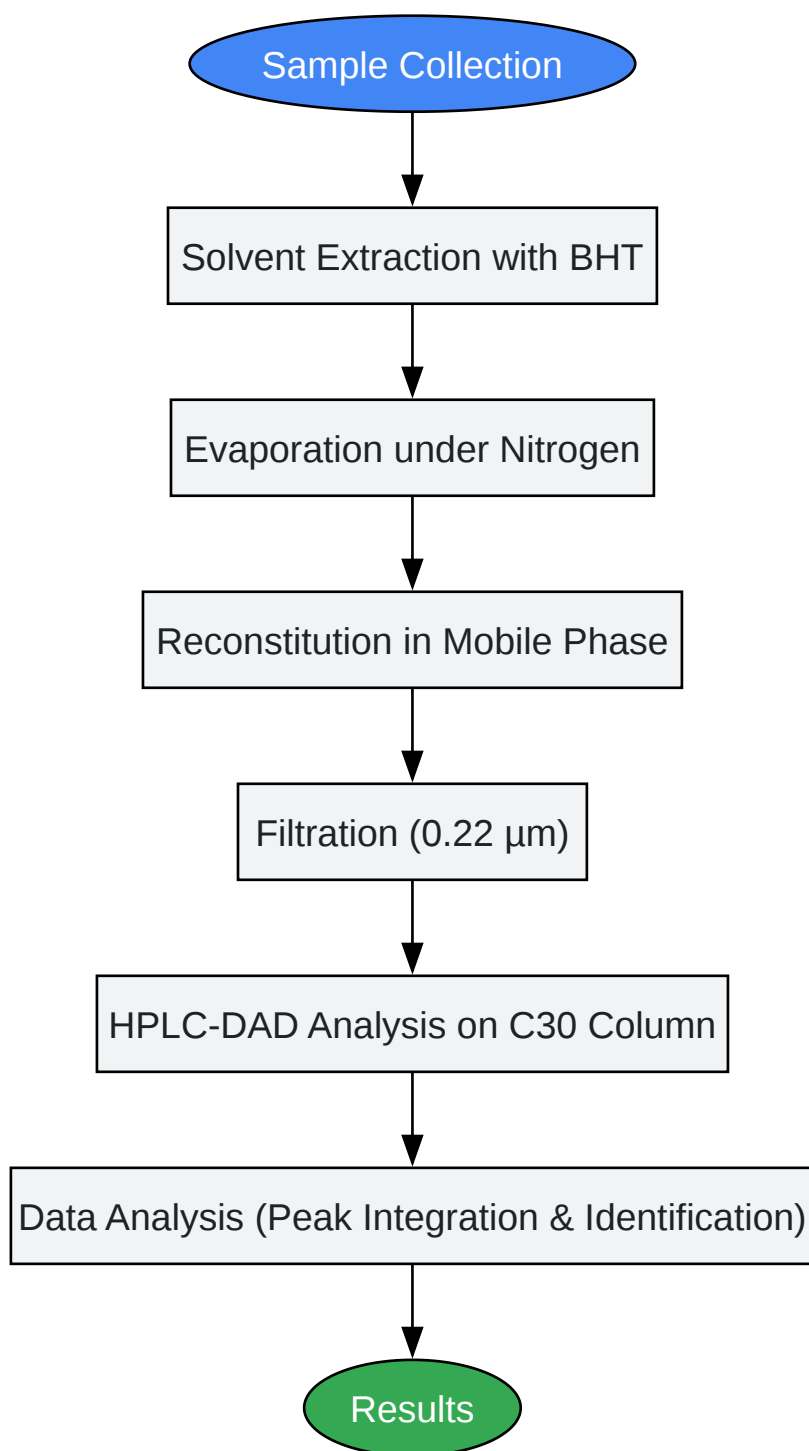 Sample Collection
Solvent Extraction with BHT
Evaporation under Nitrogen
Reconstitution in Mobile Phase
Filtration (0.22 µm)
HPLC-DAD Analysis on C30 Column
Data Analysis (Peak Integration & Identification)
Results